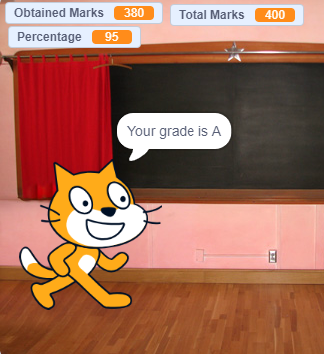 Obtained Marks 380
Total Marks 400
Percentage 95
Your grade is A